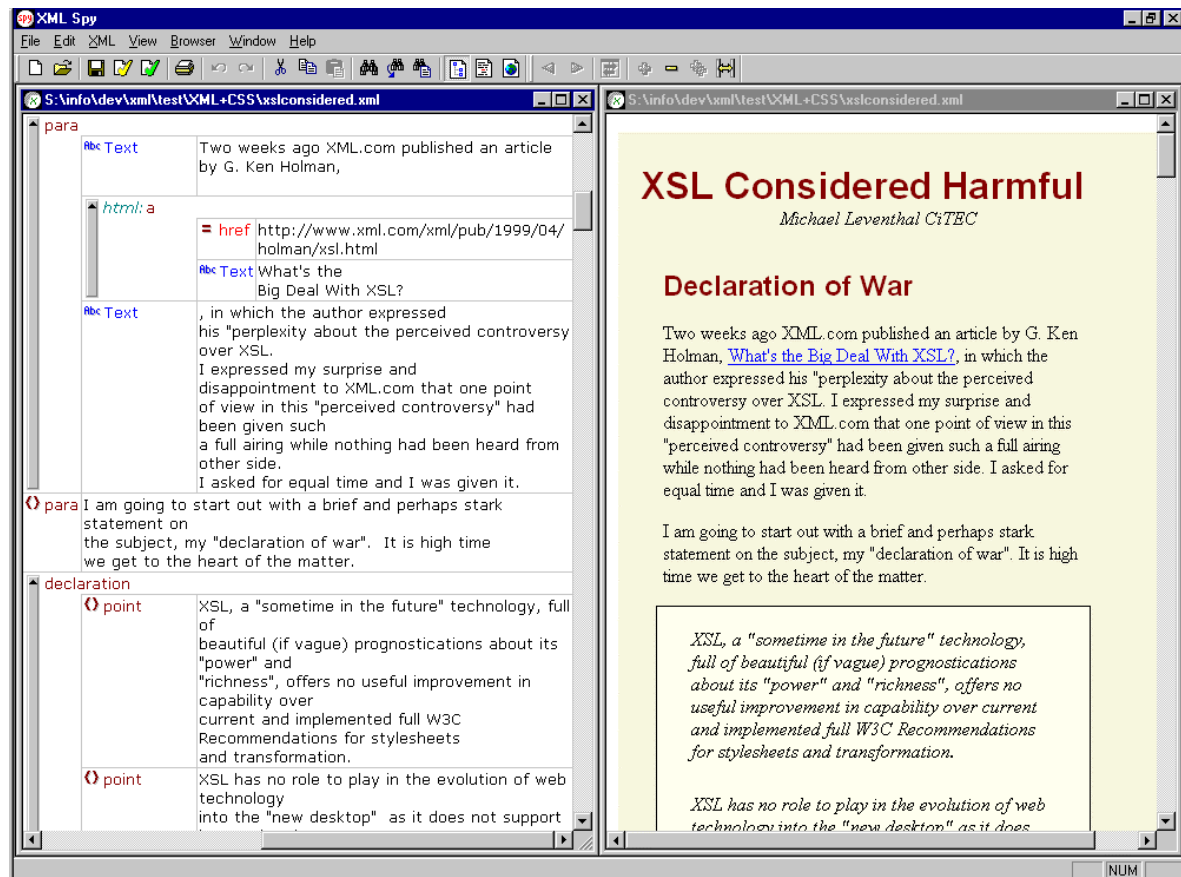 XML Spy
File Edit XML View Browser Window Help
S:\info\dev\xml\test\XML+CSS\xslconsidered.xml
para
Abc Text
Two weeks ago XML.com published an article
by G. Ken Holman,
html: a
= href
http://www.xml.com/xml/pub/1999/04/
holman/xsl.html
Abc Text
What's the
Big Deal With XSL?
Abc Text
, in which the author expressed
his "perplexity about the perceived controversy
over XSL.
I expressed my surprise and
disappointment to XML.com that one point
of view in this "perceived controversy" had
been given such
a full airing while nothing had been heard from
other side.
I asked for equal time and I was given it.
() para
I am going to start out with a brief and perhaps stark
statement on
the subject, my "declaration of war".  It is high time
we get to the heart of the matter.
declaration
() point
XSL, a "sometime in the future" technology, full
of
beautiful (if vague) prognostications about its
"power" and
"richness", offers no useful improvement in
capability over
current and implemented full W3C
Recommendations for stylesheets
and transformation.
() point
XSL has no role to play in the evolution of web
technology
into the "new desktop"  as it does not support
S:\info\dev\xml\test\XML+CSS\xslconsidered.xml
XSL Considered Harmful
Michael Leventhal CiTEC
Declaration of War
Two weeks ago XML.com published an article by G. Ken
Holman, What's the Big Deal With XSL?, in which the
author expressed his "perplexity about the perceived
controversy over XSL. I expressed my surprise and
disappointment to XML.com that one point of view in this
"perceived controversy" had been given such a full airing
while nothing had been heard from other side. I asked for
equal time and I was given it.
I am going to start out with a brief and perhaps stark
statement on the subject, my "declaration of war". It is high
time we get to the heart of the matter.
XSL, a "sometime in the future" technology,
full of beautiful (if vague) prognostications
about its "power" and "richness", offers no
useful improvement in capability over current
and implemented full W3C Recommendations
for stylesheets and transformation.
XSL has no role to play in the evolution of web
technology into the "new desktop" as it does
NUM